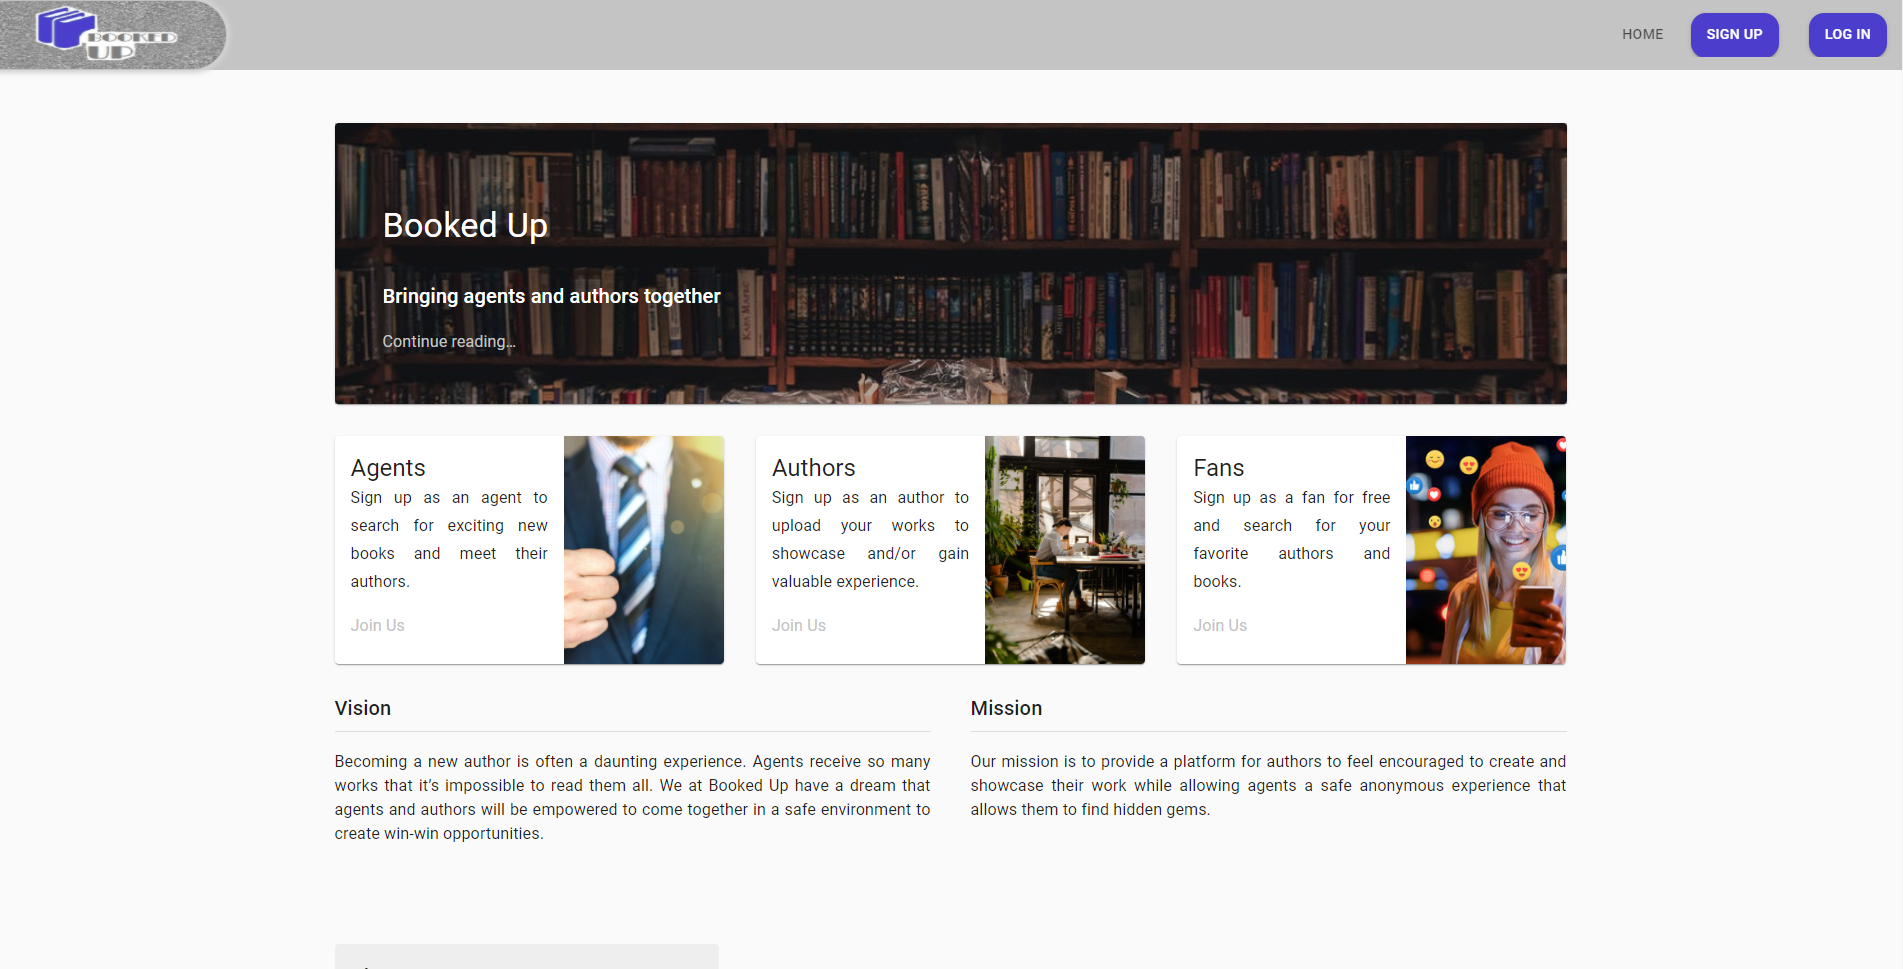 BOOKED
UP
HOME
SIGN UP
LOG IN
Booked Up
Bringing agents and authors together
Continue reading...
Agents
Sign up as an agent to
search for exciting new
books and meet their
authors.
Join Us
Authors
Sign up as an author to
upload your works to
showcase and/or gain
valuable experience.
Join Us
Fans
Sign up as a fan for free
and search for your
favorite authors and
books.
Join Us
Vision
Becoming a new author is often a daunting experience. Agents receive so many
works that it’s impossible to read them all. We at Booked Up have a dream that
agents and authors will be empowered to come together in a safe environment to
create win-win opportunities.
Mission
Our mission is to provide a platform for authors to feel encouraged to create and
showcase their work while allowing agents a safe anonymous experience that
allows them to find hidden gems.